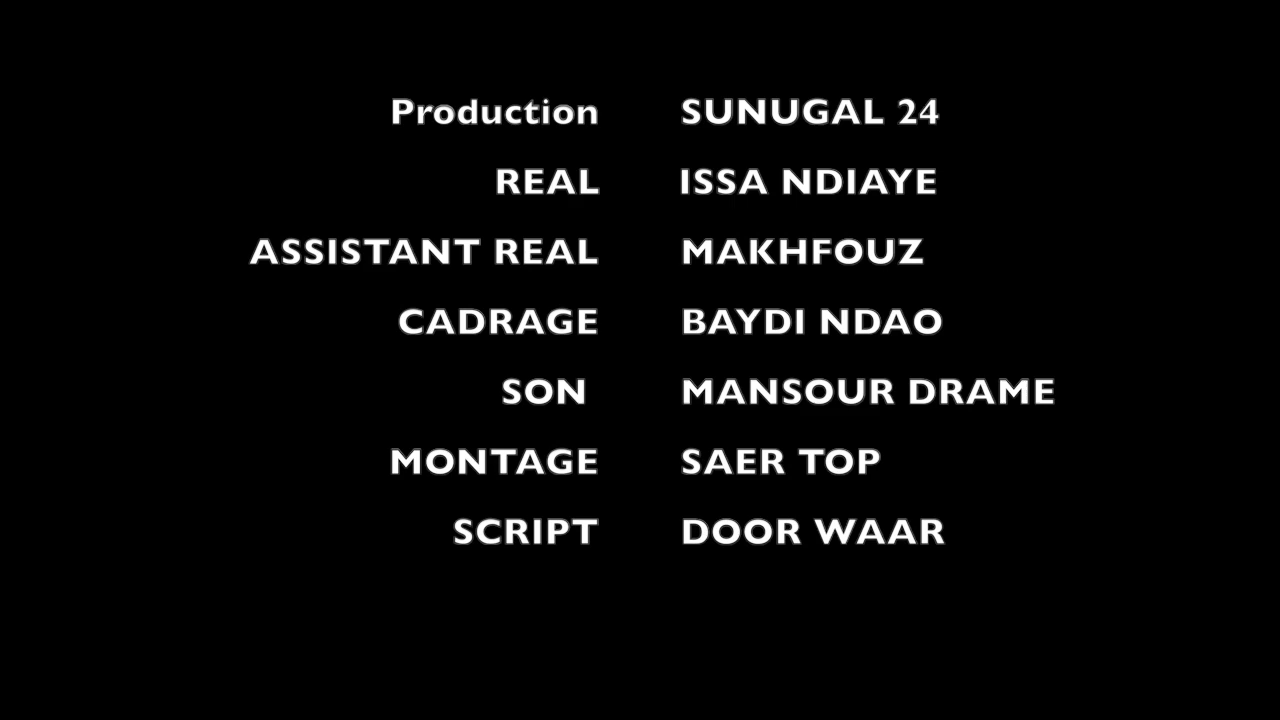 Production SUNUGAL 24
REAL ISSA NDIAYE
ASSISTANT REAL MAKHFOUZ
CADRAGE BAYDI NDAO
SON MANSOUR DRAME
MONTAGE SAER TOP
SCRIPT DOOR WAAR